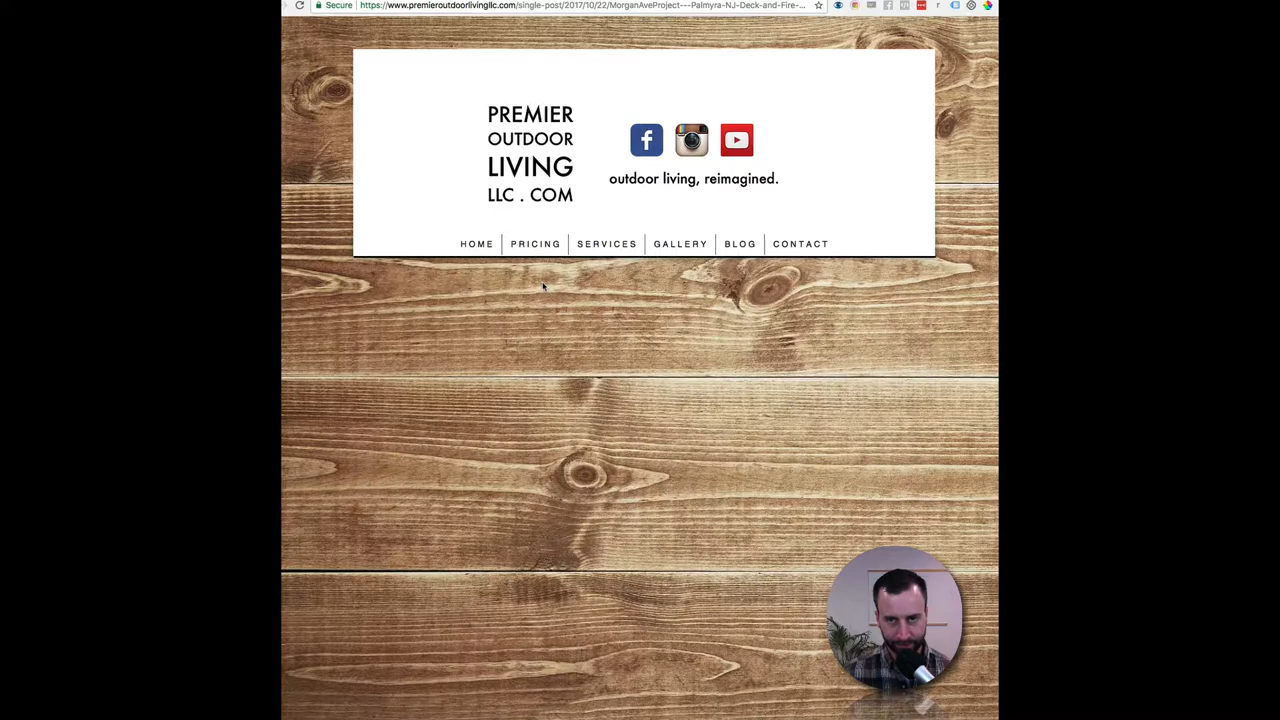 Secure https://www.premieroutdoorlivingllc.com/single-post/2017/10/22/MorganAveProject---Palmyra-NJ-Deck-and-Fire-...
PREMIER
OUTDOOR
LIVING
LLC . COM
outdoor living, reimagined.
HOME
PRICING
SERVICES
GALLERY
BLOG
CONTACT